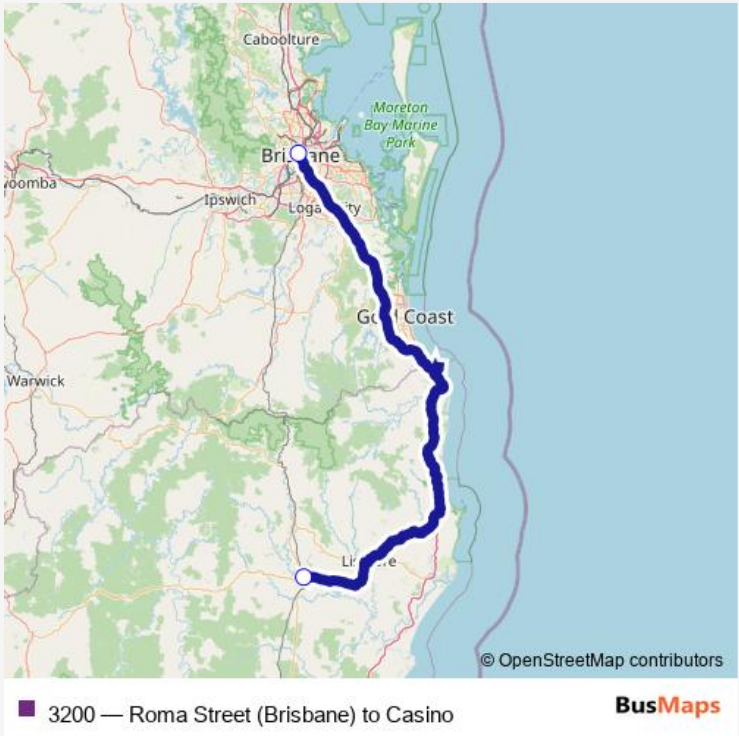 Caboolture
Moreton
Bay Marine
Park
Brisbane
woomba
Ipswich
Logan City
Gold Coast
Warwick
Lismore
© OpenStreetMap contributors
3200 — Roma Street (Brisbane) to Casino
BusMaps